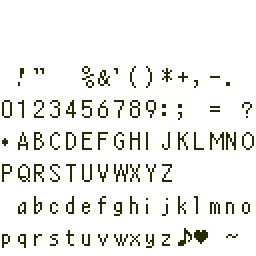 !" %&'()*+,-.
0123456789:; = ?
•ABCDEFGHIJKLMNO
PQRSTUVWXYZ
abcdefghijklmno
pqrstuvwxyz♪♥ ~